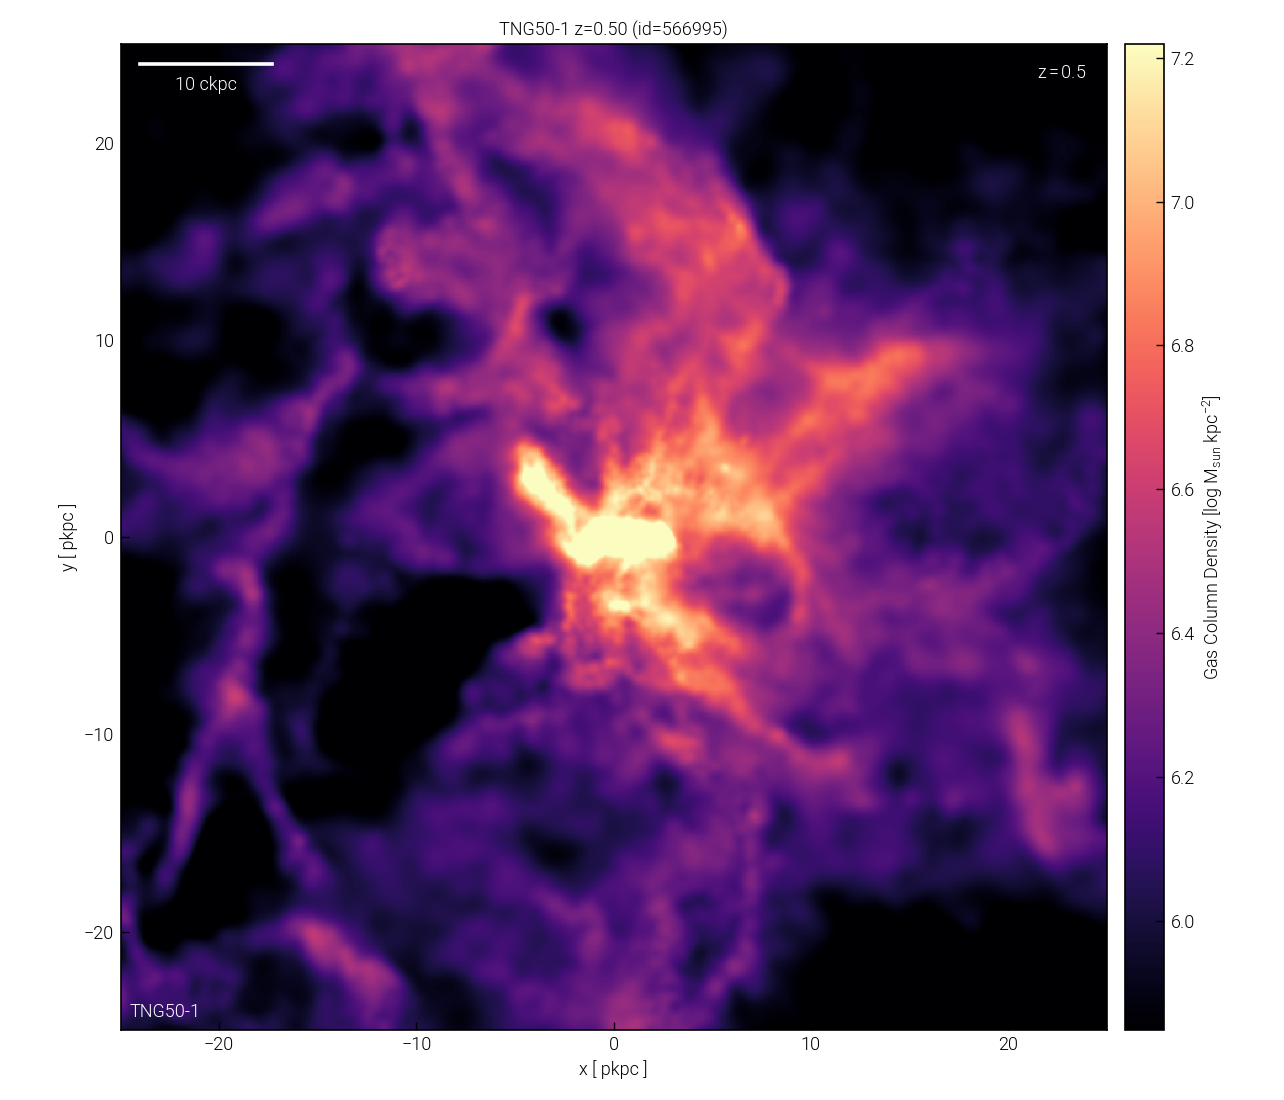 TNG50-1 z=0.50 (id=566995)
10 ckpc
z=0.5
7.2
7.0
6.8
6.6
6.4
6.2
6.0
Gas Column Density [log M_sun kpc^−2]
20
10
0
−10
−20
y [ pkpc ]
TNG50-1
−20
−10
0
10
20
x [ pkpc ]